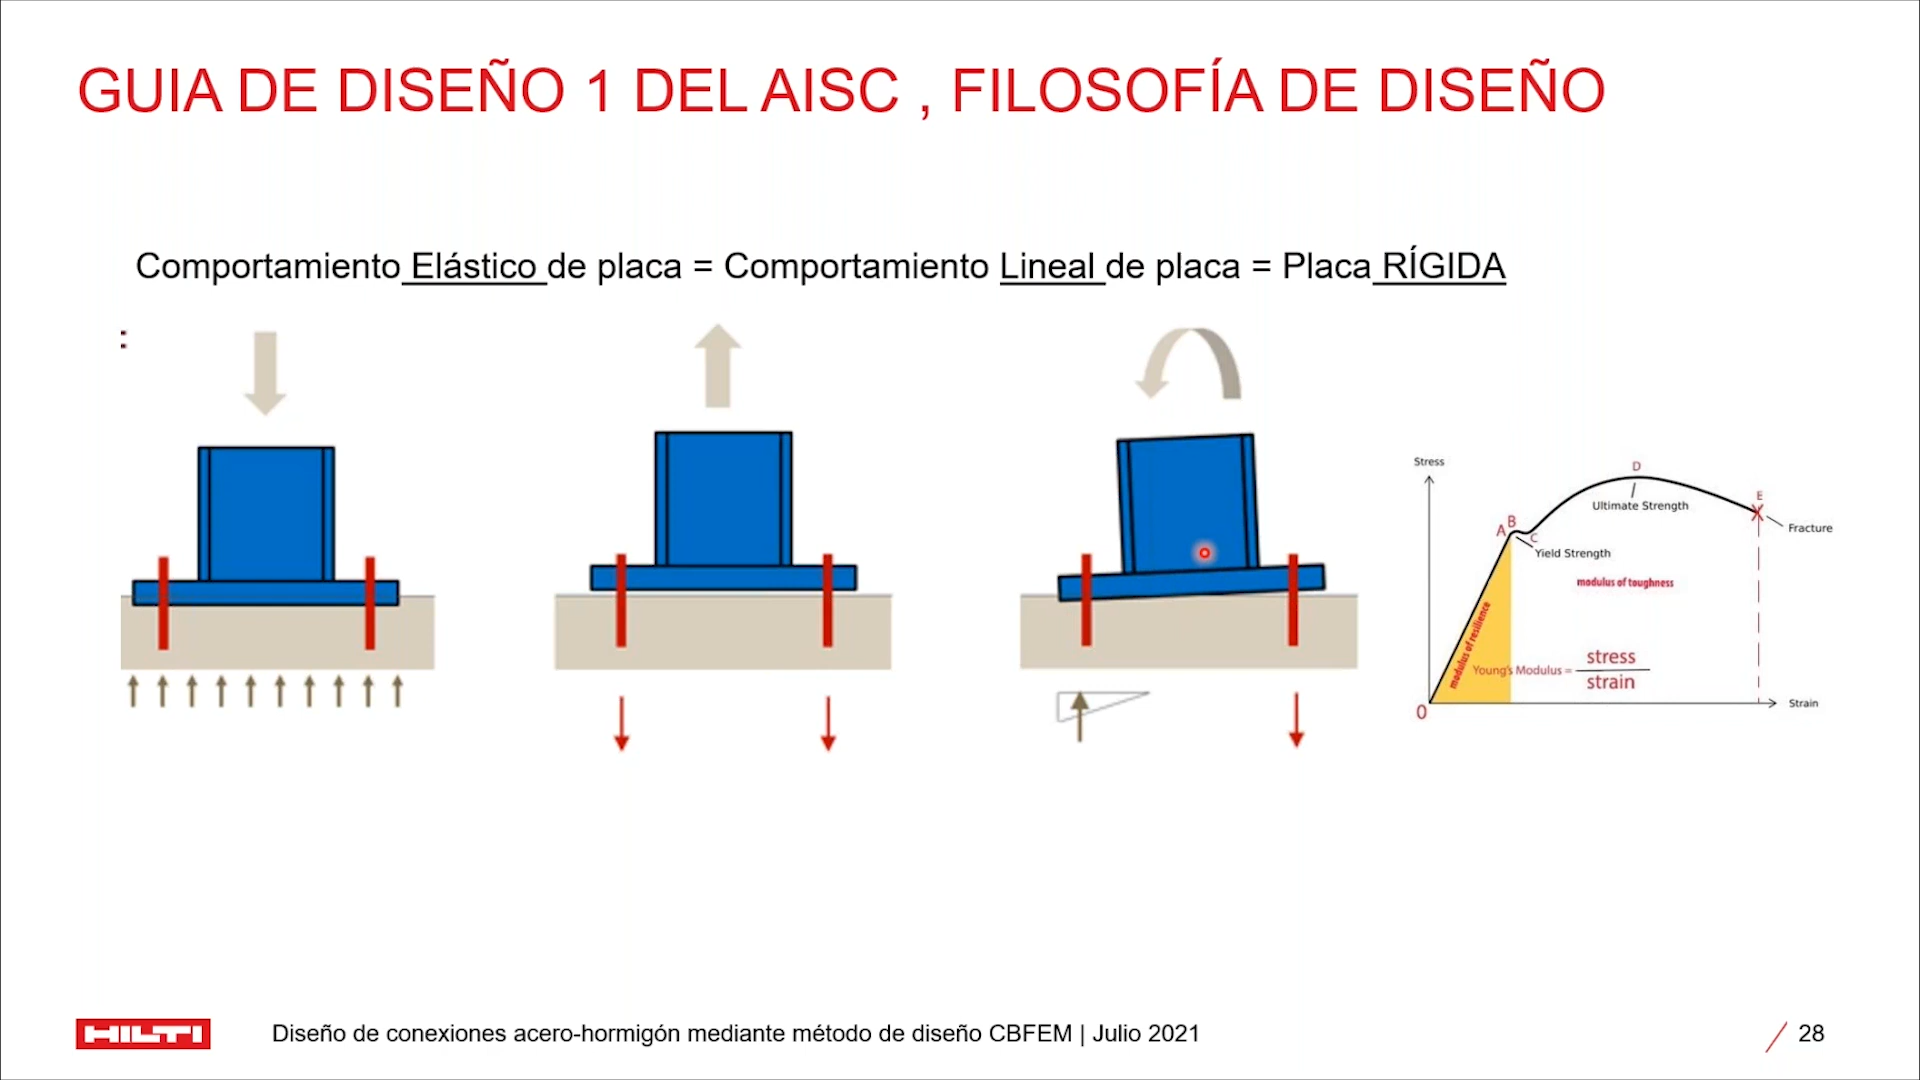 GUIA DE DISEÑO 1 DEL AISC , FILOSOFÍA DE DISEÑO
Comportamiento Elástico de placa = Comportamiento Lineal de placa = Placa RÍGIDA
:
Stress
D
Ultimate Strength
E
Fracture
A
B
C
Yield Strength
modulus of toughness
modulus of resilience
Young's Modulus =
stress
strain
O
Strain
HILTI
Diseño de conexiones acero-hormigón mediante método de diseño CBFEM | Julio 2021
28